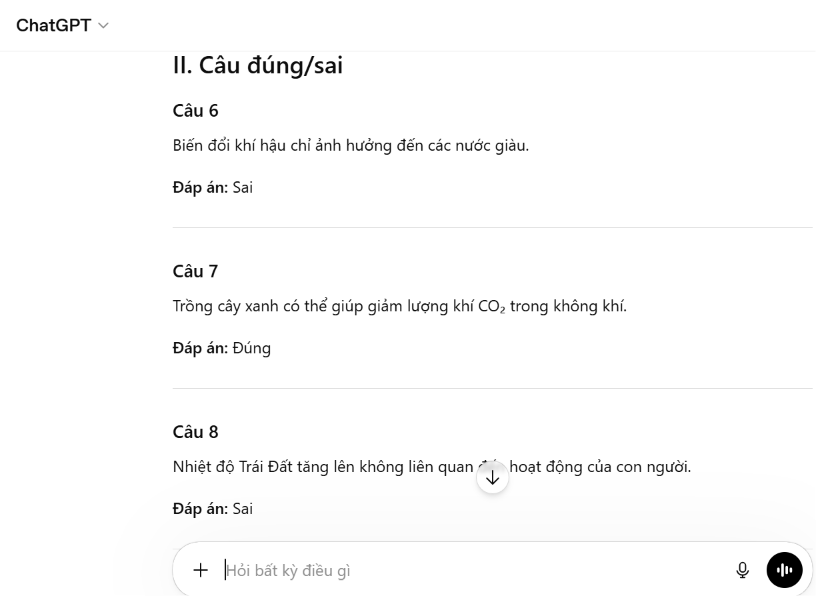 ChatGPT
II. Câu đúng/sai
Câu 6
Biến đổi khí hậu chỉ ảnh hưởng đến các nước giàu.
Đáp án: Sai
Câu 7
Trồng cây xanh có thể giúp giảm lượng khí CO₂ trong không khí.
Đáp án: Đúng
Câu 8
Nhiệt độ Trái Đất tăng lên không liên quan đến hoạt động của con người.
Đáp án: Sai
Hỏi bất kỳ điều gì